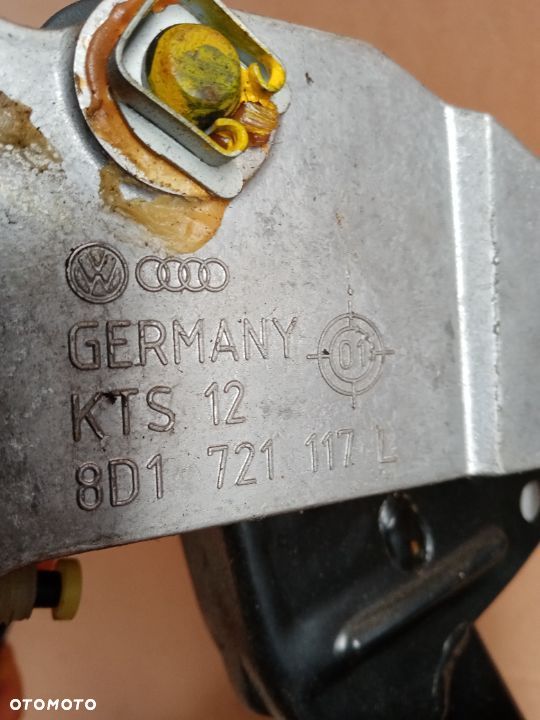 GERMANY 01
KTS 12
8D1 721 117 L
OTOMOTO